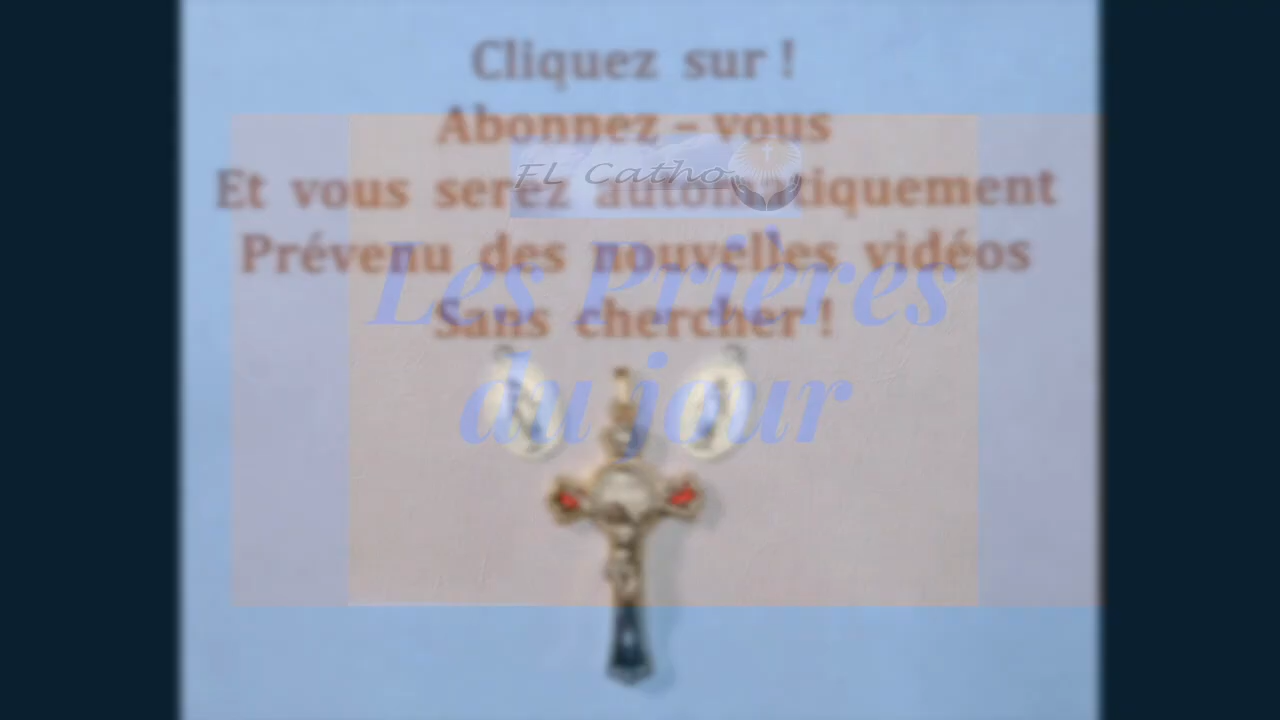 Cliquez sur !
Abonnez – vous
FL Catho
Et vous serez automatiquement
Prévenu des nouvelles vidéos
Les Prières
Sans chercher !
du jour